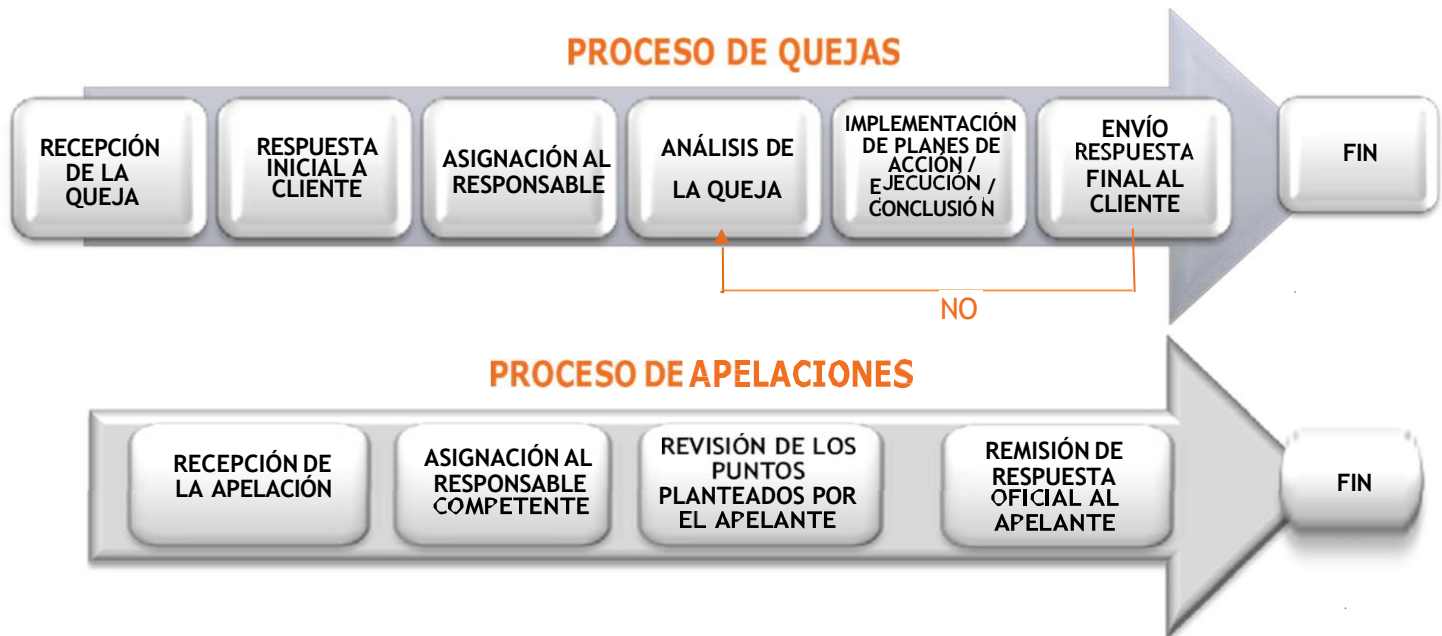 PROCESO DE QUEJAS
RECEPCIÓN
DE LA
QUEJA
RESPUESTA
INICIAL A
CLIENTE
ASIGNACIÓN AL
RESPONSABLE
ANÁLISIS DE
LA QUEJA
IMPLEMENTACIÓN
DE PLANES DE
ACCIÓN /
EJECUCIÓN /
CONCLUSIÓN
ENVÍO
RESPUESTA
FINAL AL
CLIENTE
FIN
NO
PROCESO DE APELACIONES
RECEPCIÓN DE
LA APELACIÓN
ASIGNACIÓN AL
RESPONSABLE
COMPETENTE
REVISIÓN DE LOS
PUNTOS
PLANTEADOS POR
EL APELANTE
REMISIÓN DE
RESPUESTA
OFICIAL AL
APELANTE
FIN